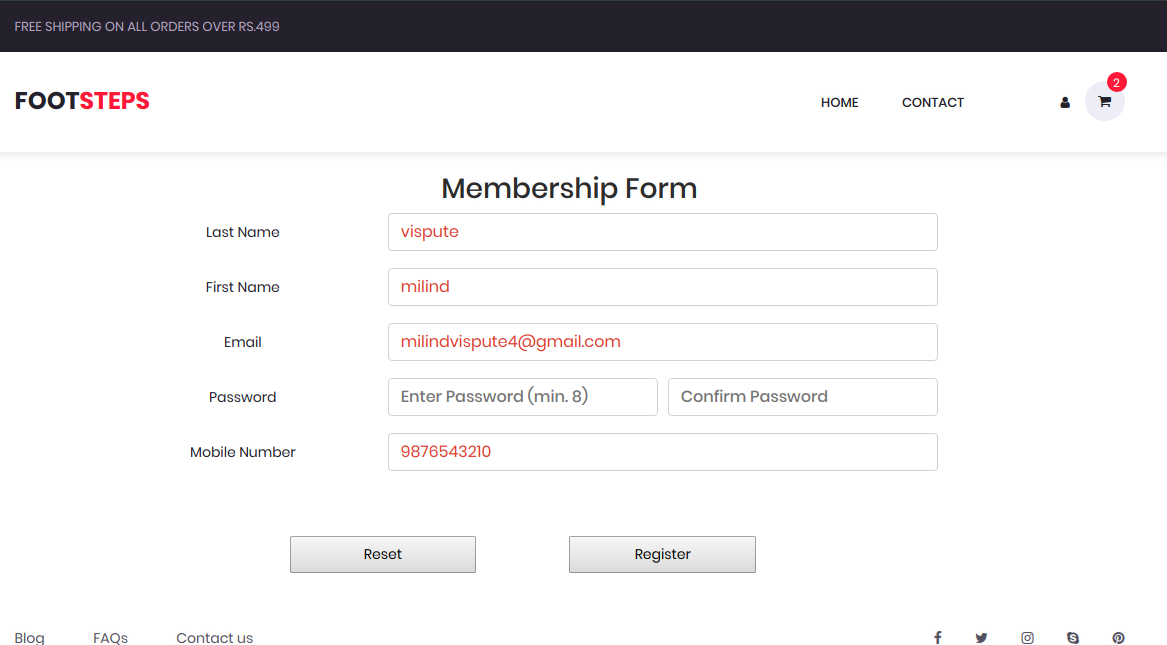 FREE SHIPPING ON ALL ORDERS OVER RS.499
FOOTSTEPS
HOME CONTACT 2
Membership Form
Last Name vispute
First Name milind
Email milindvispute4@gmail.com
Password Enter Password (min. 8) Confirm Password
Mobile Number 9876543210
Reset Register
Blog FAQs Contact us